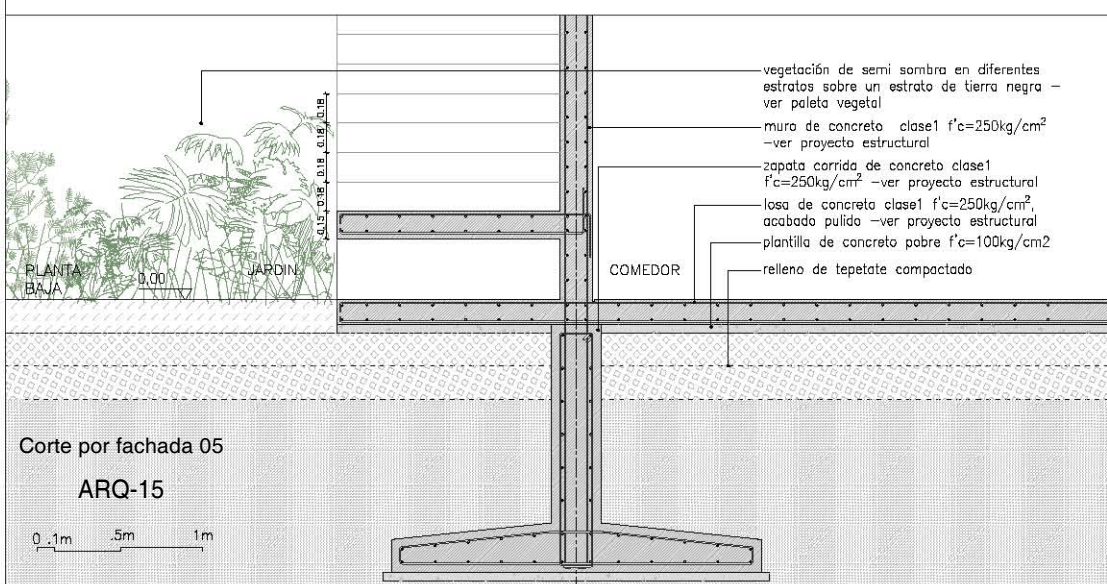 vegetación de semi sombra en diferentes
estratos sobre un estrato de tierra negra –
ver paleta vegetal
muro de concreto clase1 f'c=250kg/cm²
–ver proyecto estructural
zapata corrida de concreto clase1
f'c=250kg/cm² –ver proyecto estructural
losa de concreto clase1 f'c=250kg/cm²,
acabado pulido –ver proyecto estructural
plantilla de concreto pobre f'c=100kg/cm2
relleno de tepetate compactado
0.18
0.18
0.18
0.18
0.15
PLANTA
BAJA
0.00
JARDIN
COMEDOR
Corte por fachada 05
ARQ-15
0 .1m .5m 1m